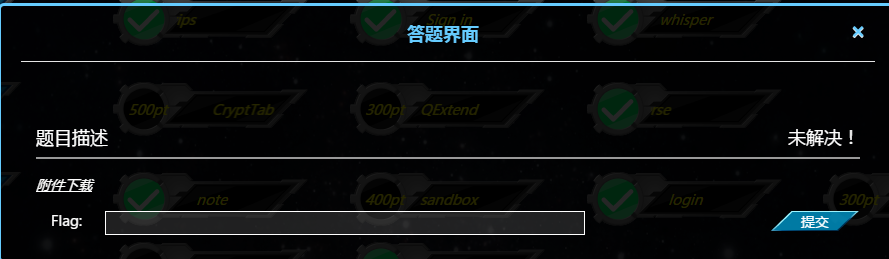 ips Sign in whisper
答题界面 ×
500pt CryptTab 300pt QExtend rse
题目描述 未解决！
附件下载
note 400pt sandbox login 300pt
Flag: 提交